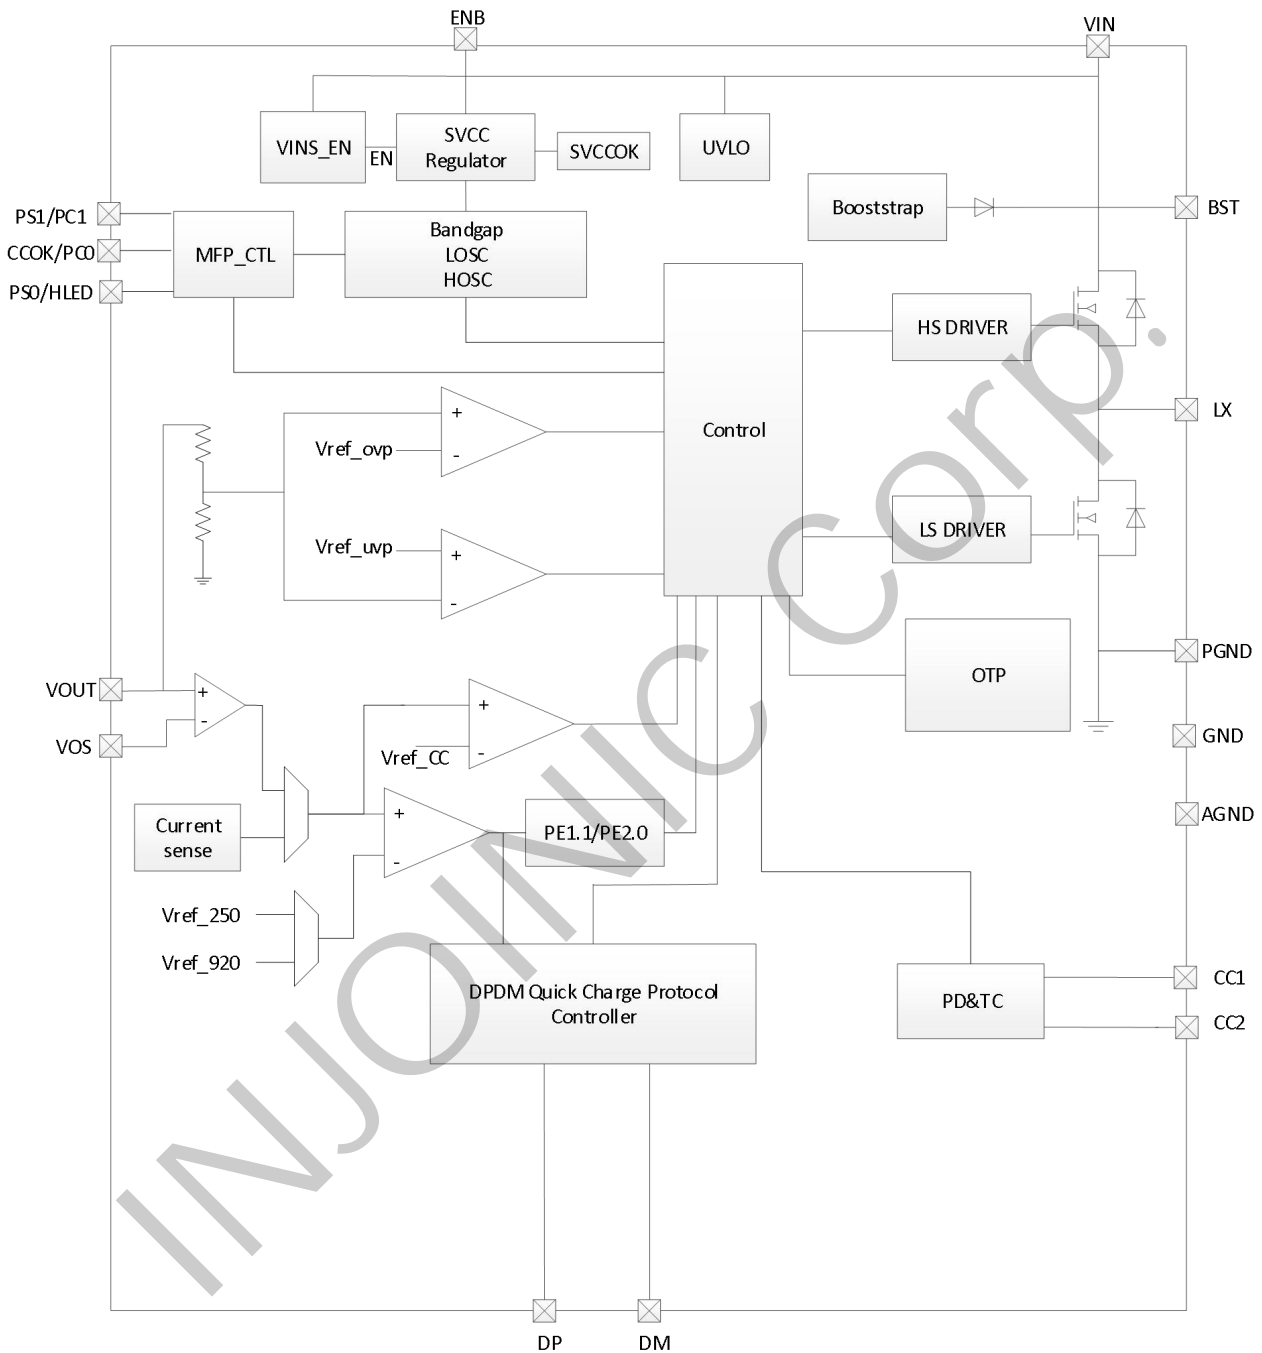 ENB
VIN
VINS_EN
EN
SVCC
Regulator
SVCCOK
UVLO
Booststrap
BST
PS1/PC1
CCOK/PC0
PS0/HLED
MFP_CTL
Bandgap
LOSC
HOSC
HS DRIVER
LX
Control
+
Vref_ovp
-
Vref_uvp
+
-
LS DRIVER
OTP
PGND
GND
AGND
VOUT
VOS
+
-
+
Vref_CC
-
Current
sense
+
-
PE1.1/PE2.0
Vref_250
Vref_920
DPDM Quick Charge Protocol
Controller
PD&TC
CC1
CC2
DP
DM
INJOINIC Corp.